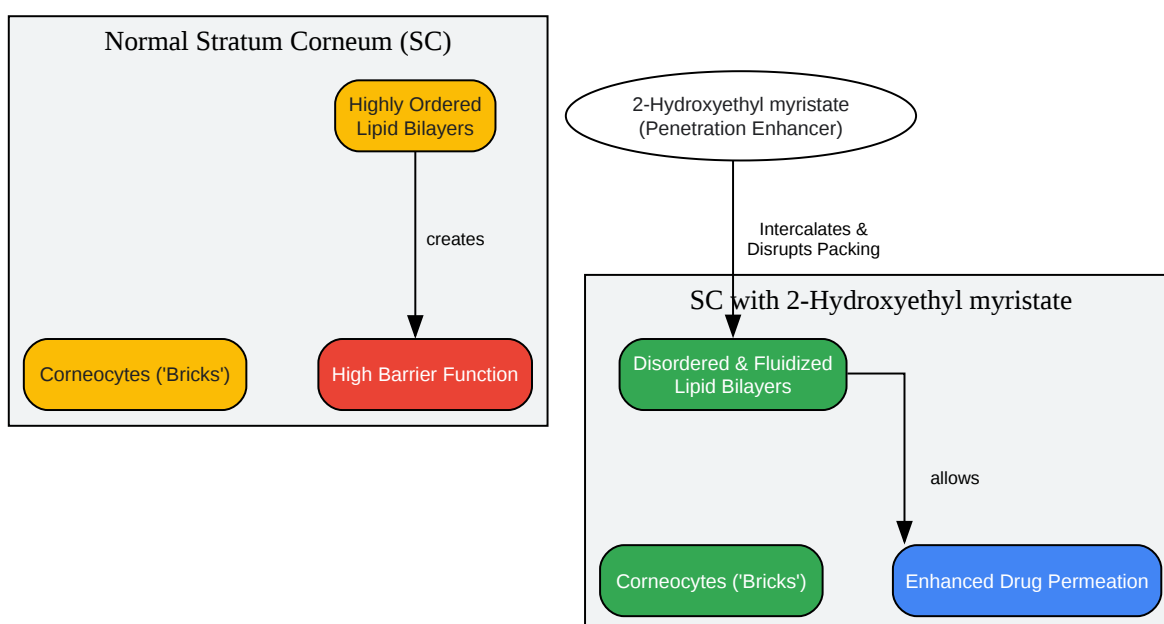 Normal Stratum Corneum (SC)
Highly Ordered
Lipid Bilayers
creates
Corneocytes ('Bricks')
High Barrier Function
2-Hydroxyethyl myristate
(Penetration Enhancer)
Intercalates &
Disrupts Packing
SC with 2-Hydroxyethyl myristate
Disordered & Fluidized
Lipid Bilayers
allows
Corneocytes ('Bricks')
Enhanced Drug Permeation